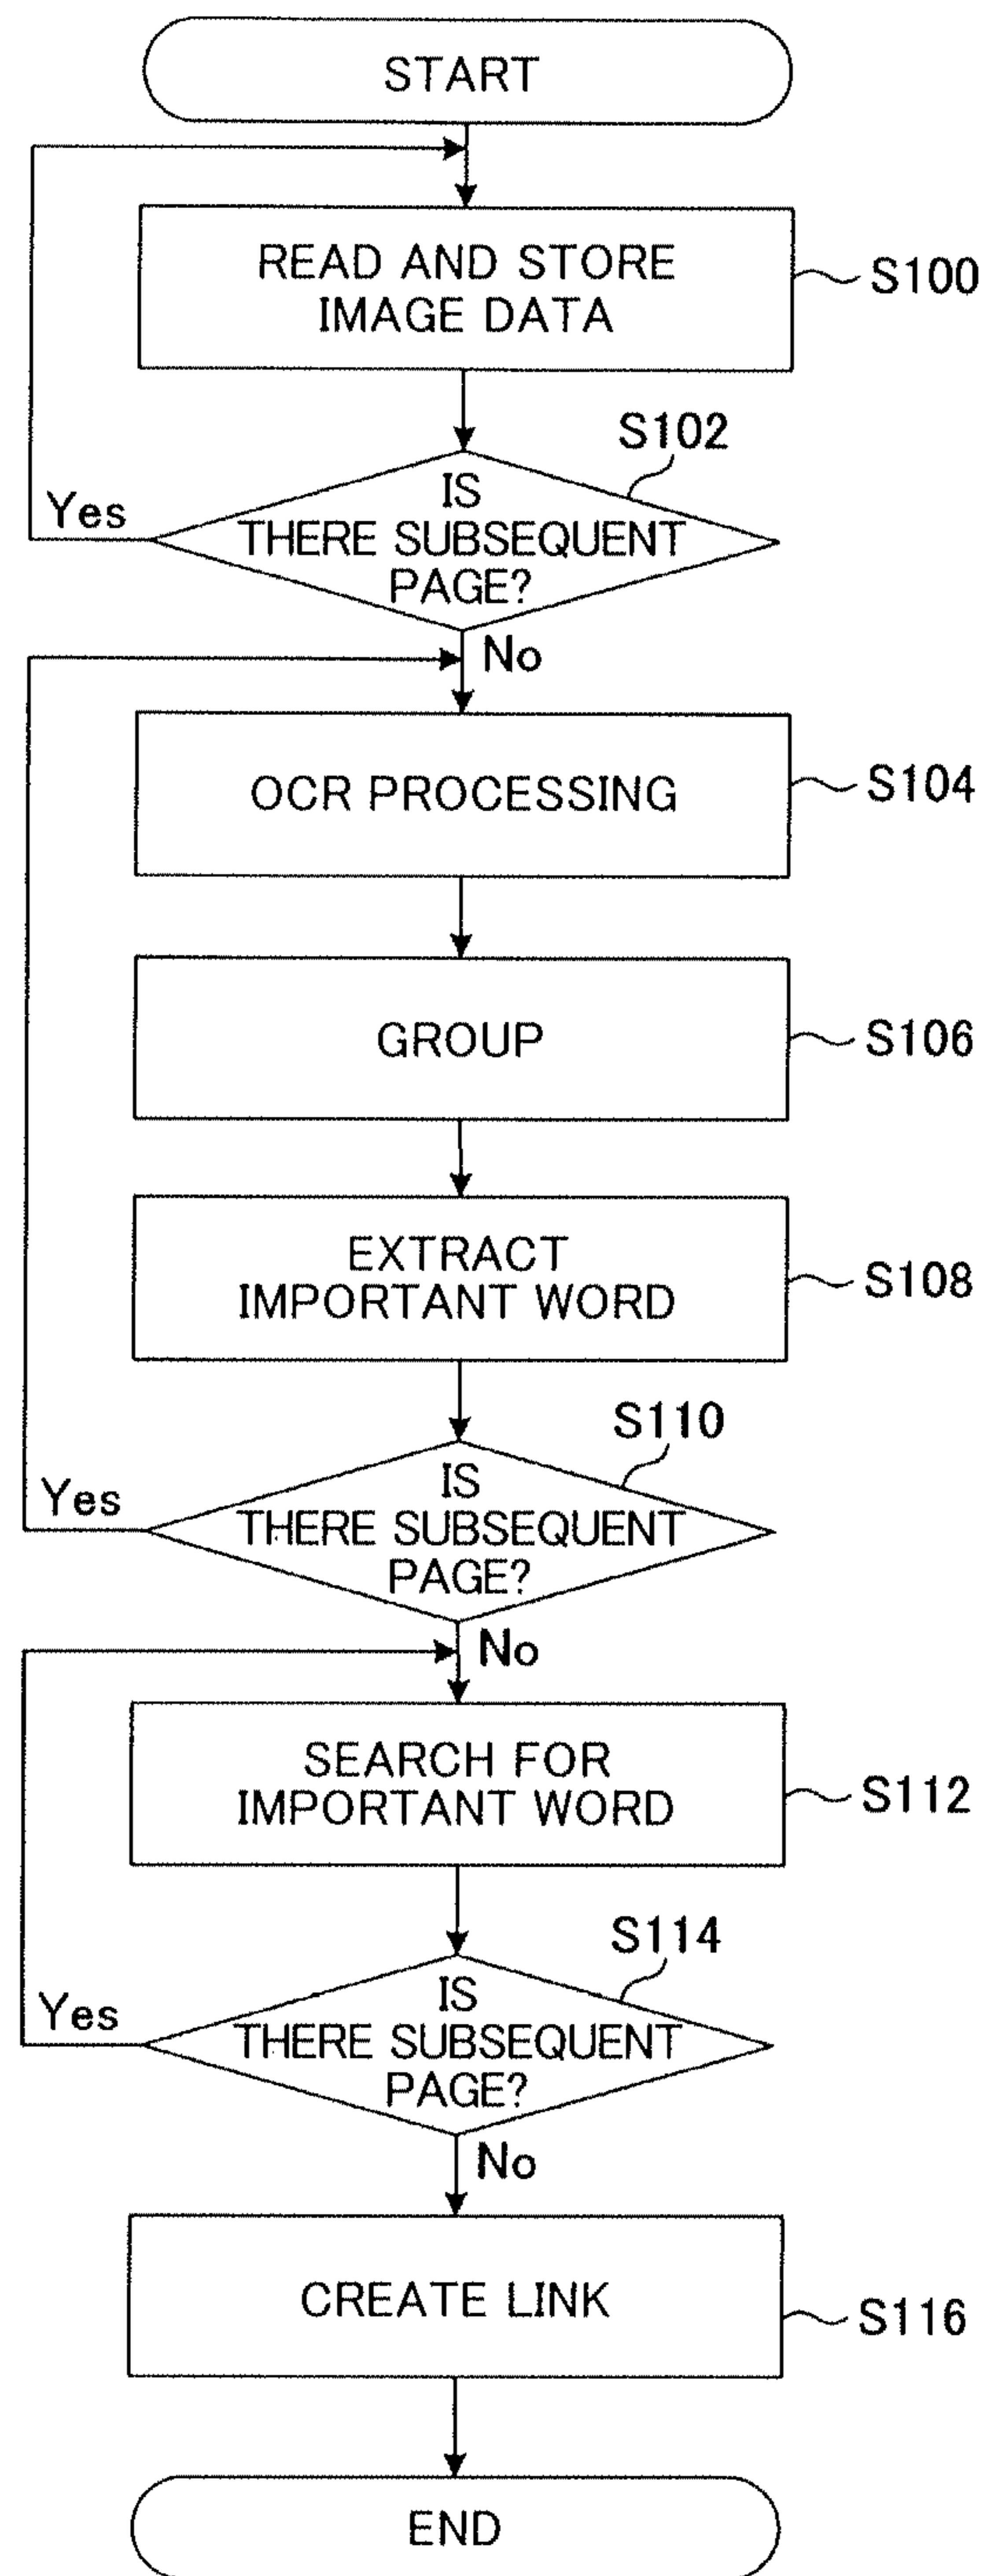 START
READ AND STORE
IMAGE DATA
S100
S102
IS
THERE SUBSEQUENT
PAGE?
Yes
No
OCR PROCESSING
S104
GROUP
S106
EXTRACT
IMPORTANT WORD
S108
S110
IS
THERE SUBSEQUENT
PAGE?
Yes
No
SEARCH FOR
IMPORTANT WORD
S112
S114
IS
THERE SUBSEQUENT
PAGE?
Yes
No
CREATE LINK
S116
END